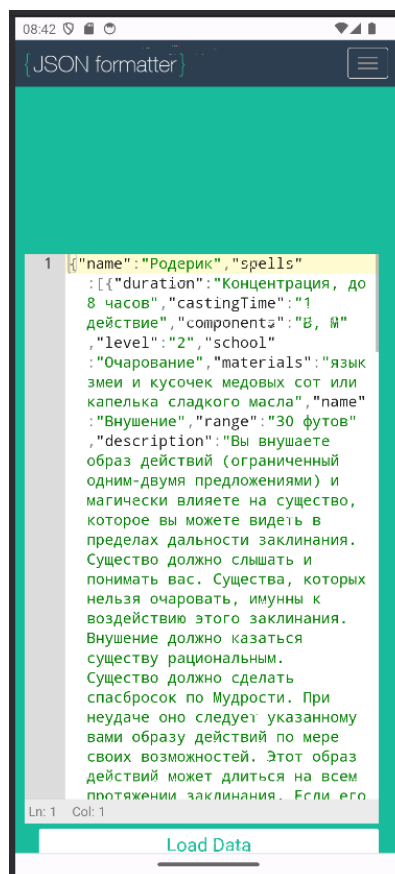 08:42
{JSON formatter}
1 {"name":"Родерик","spells"
:[{"duration":"Концентрация, до
8 часов","castingTime":"1
действие","components":"В, М"
,"level":"2","school"
:"Очарование","materials":"язык
змеи и кусочек медовых сот или
капелька сладкого масла","name"
:"Внушение","range":"30 футов"
,"description":"Вы внушаете
образ действий (ограниченный
одним-двумя предложениями) и
магически влияете на существо,
которое вы можете видеть в
пределах дальности заклинания.
Существо должно слышать и
понимать вас. Существа, которых
нельзя очаровать, имунны к
воздействию этого заклинания.
Внушение должно казаться
существу рациональным.
Существо должно сделать
спасбросок по Мудрости. При
неудаче оно следует указанному
вами образу действий по мере
своих возможностей. Этот образ
действий может длиться на всем
протяжении заклинания. Если его
Ln: 1 Col: 1
Load Data